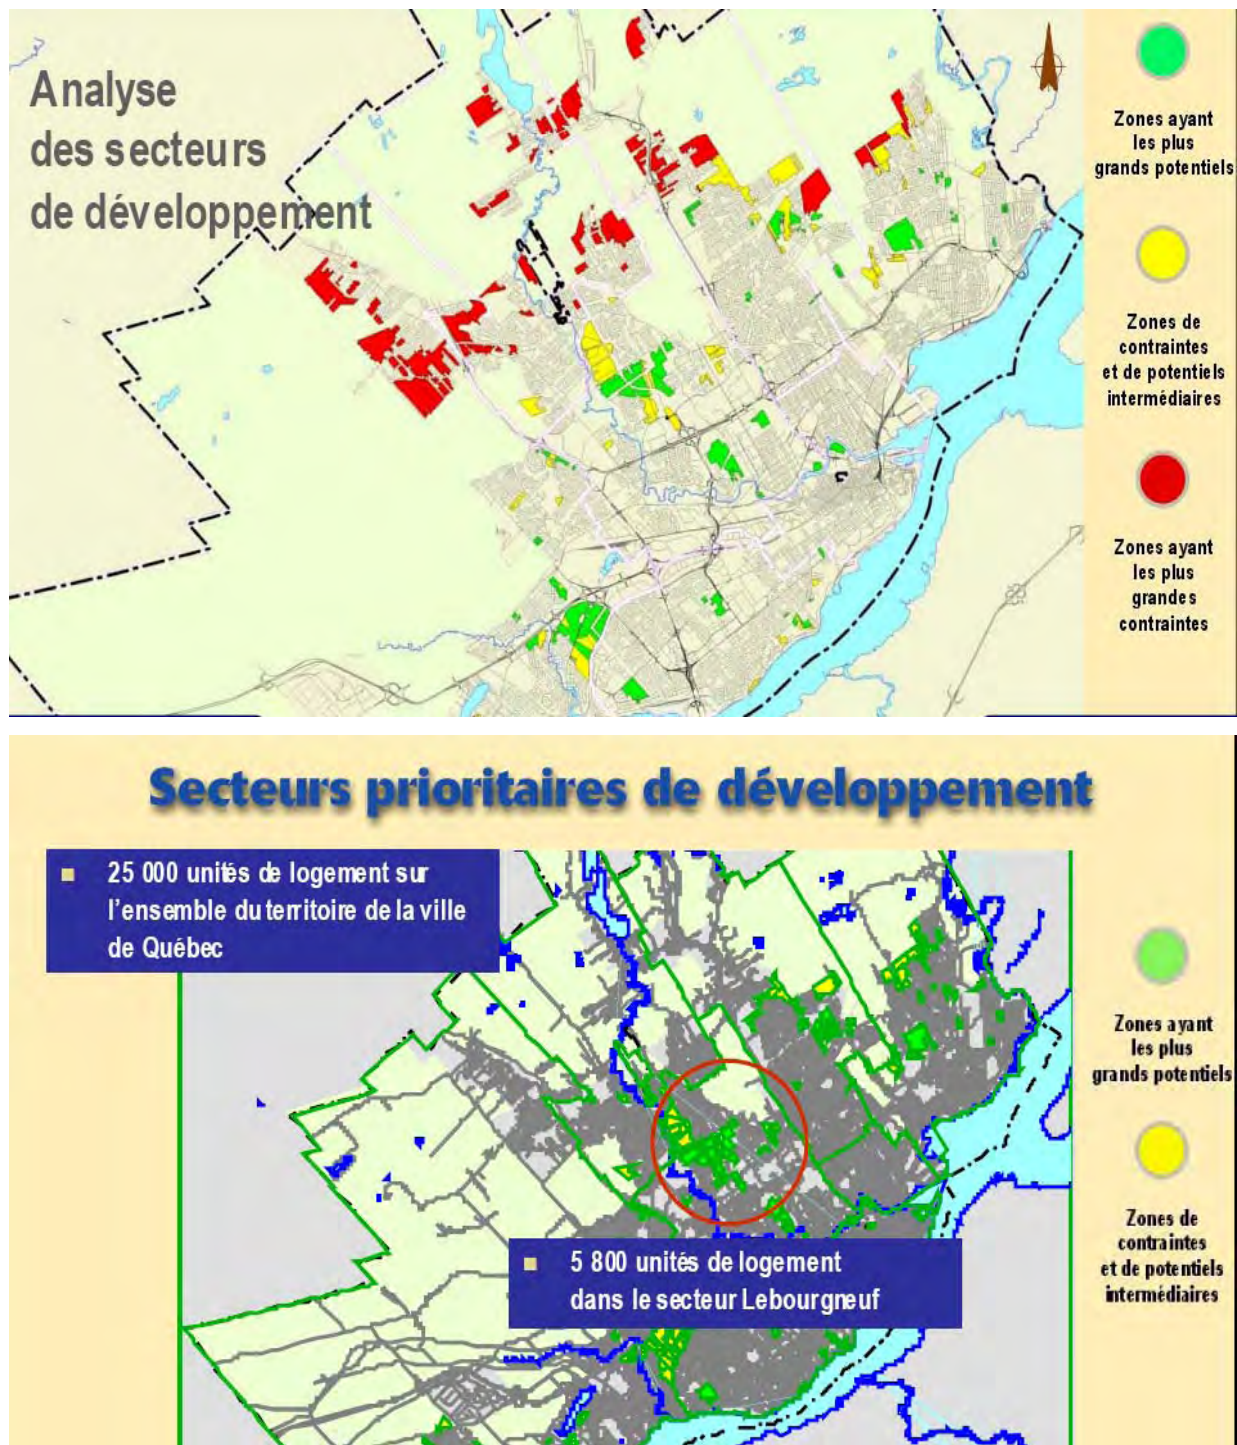 Analyse
des secteurs
de développement
Zones ayant
les plus
grands potentiels
Zones de
contraintes
et de potentiels
intermédiaires
Zones ayant
les plus
grandes
contraintes
Secteurs prioritaires de développement
25 000 unités de logement sur
l'ensemble du territoire de la ville
de Québec
5 800 unités de logement
dans le secteur Lebourgneuf
Zones ayant
les plus
grands potentiels
Zones de
contraintes
et de potentiels
intermédiaires